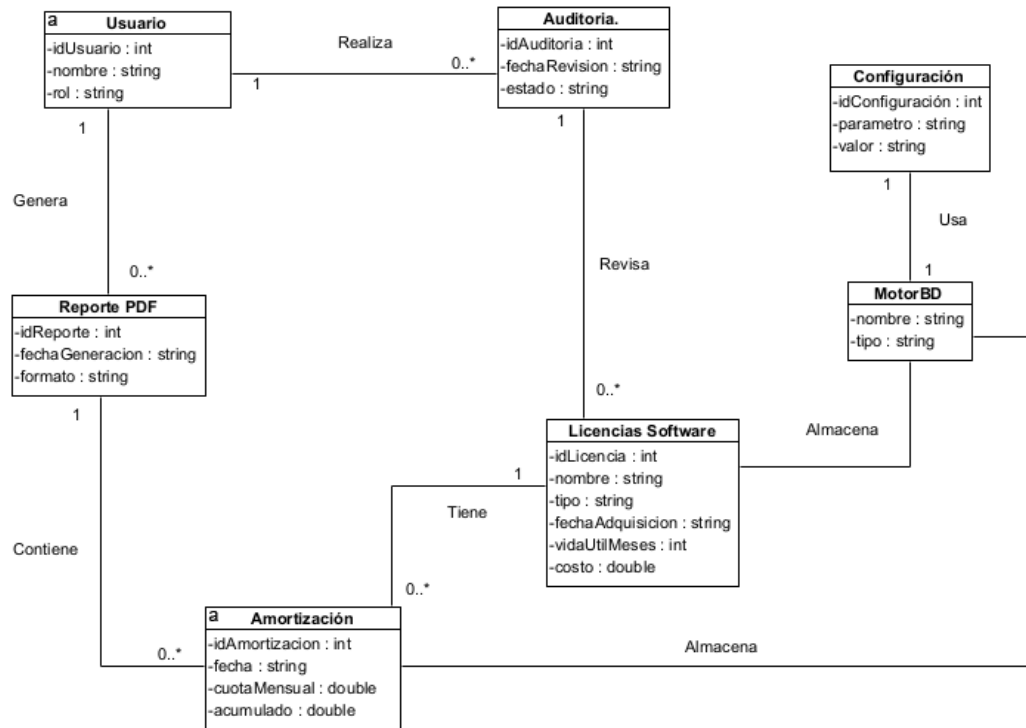 a Usuario
-idUsuario : int
-nombre : string
-rol : string
Realiza
1
0..*
Auditoria.
-idAuditoria : int
-fechaRevision : string
-estado : string
Configuración
-idConfiguración : int
-parametro : string
-valor : string
1
1
1
Genera
Usa
0..*
Revisa
1
Reporte PDF
-idReporte : int
-fechaGeneracion : string
-formato : string
MotorBD
-nombre : string
-tipo : string
1
0..*
Licencias Software
-idLicencia : int
-nombre : string
-tipo : string
-fechaAdquisicion : string
-vidaUtilMeses : int
-costo : double
Almacena
1
Tiene
Contiene
0..*
a Amortización
-idAmortizacion : int
-fecha : string
-cuotaMensual : double
-acumulado : double
0..*
Almacena